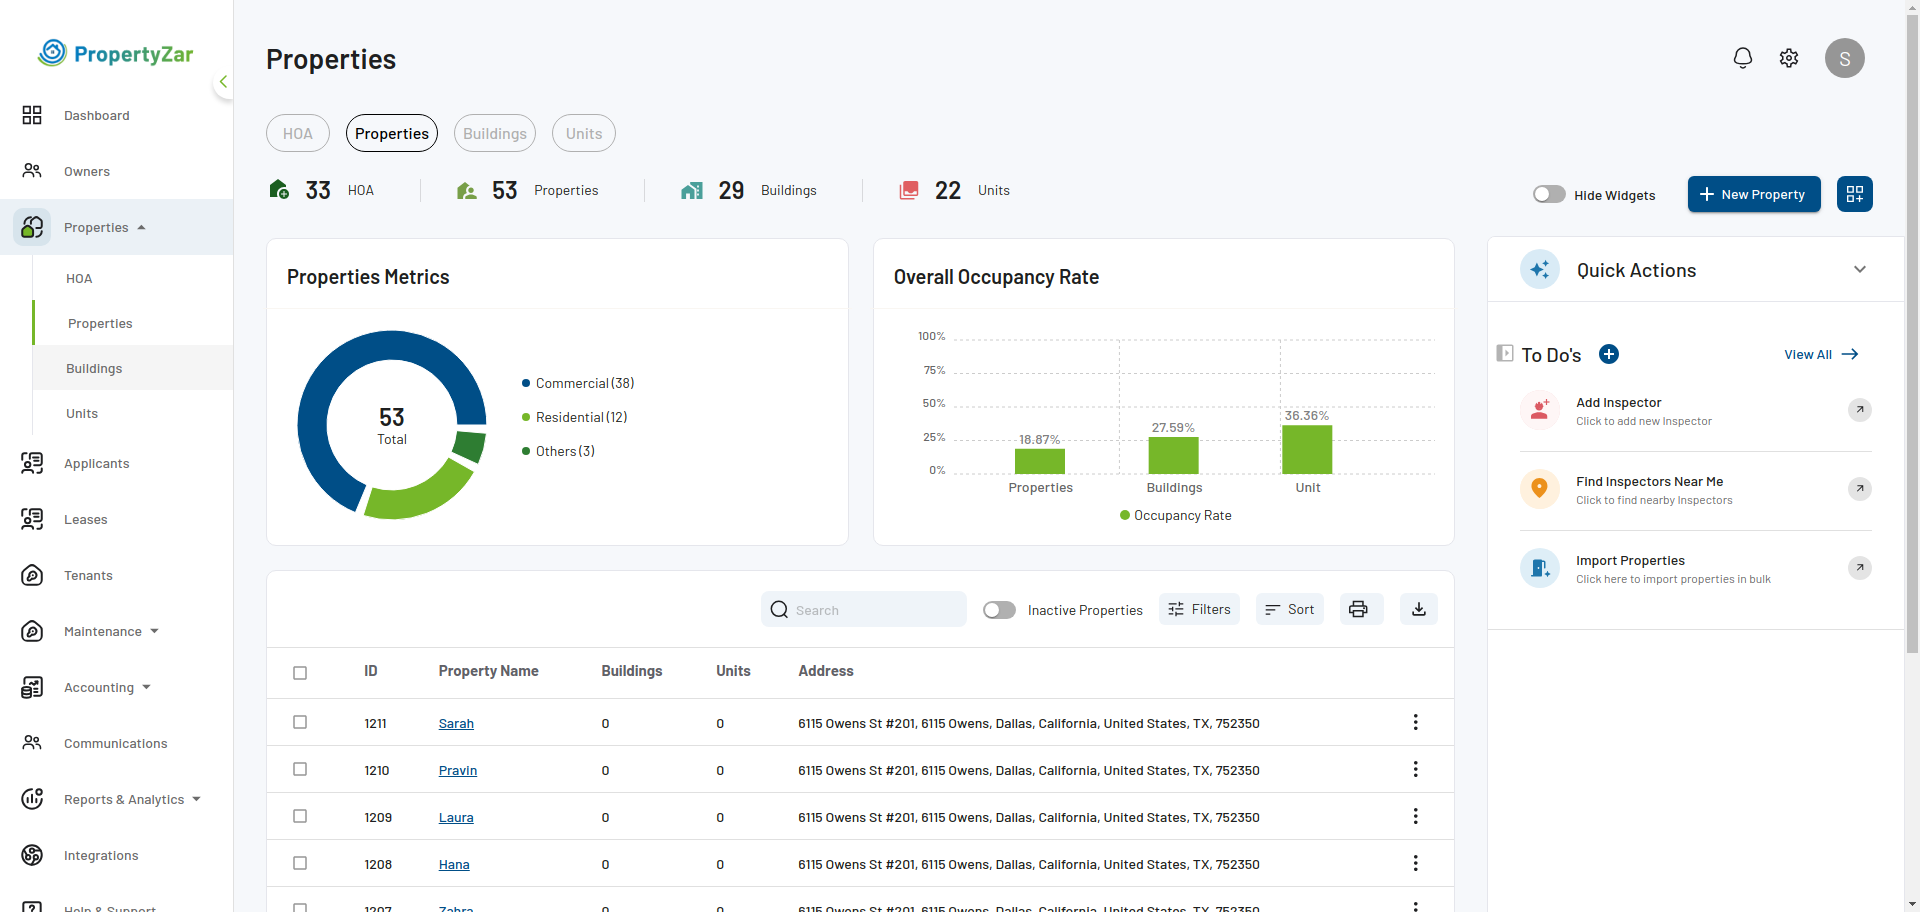 PropertyZar
Dashboard
Owners
Properties
HOA
Properties
Buildings
Units
Applicants
Leases
Tenants
Maintenance
Accounting
Communications
Reports & Analytics
Integrations
Help & Support
Properties
S
HOA
Properties
Buildings
Units
33 HOA
53 Properties
29 Buildings
22 Units
Hide Widgets
New Property
Properties Metrics
53
Total
Commercial (38)
Residential (12)
Others (3)
Overall Occupancy Rate
100%
75%
50%
25%
0%
18.87%
27.59%
36.36%
Properties
Buildings
Unit
Occupancy Rate
Quick Actions
To Do's
View All
Add Inspector
Click to add new Inspector
Find Inspectors Near Me
Click to find nearby Inspectors
Import Properties
Click here to import properties in bulk
Search
Inactive Properties
Filters
Sort
ID Property Name Buildings Units Address
1211 Sarah 0 0 6115 Owens St #201, 6115 Owens, Dallas, California, United States, TX, 752350
1210 Pravin 0 0 6115 Owens St #201, 6115 Owens, Dallas, California, United States, TX, 752350
1209 Laura 0 0 6115 Owens St #201, 6115 Owens, Dallas, California, United States, TX, 752350
1208 Hana 0 0 6115 Owens St #201, 6115 Owens, Dallas, California, United States, TX, 752350
1207 Zahra 0 0 6115 Owens St #201, 6115 Owens, Dallas, California, United States, TX, 752350